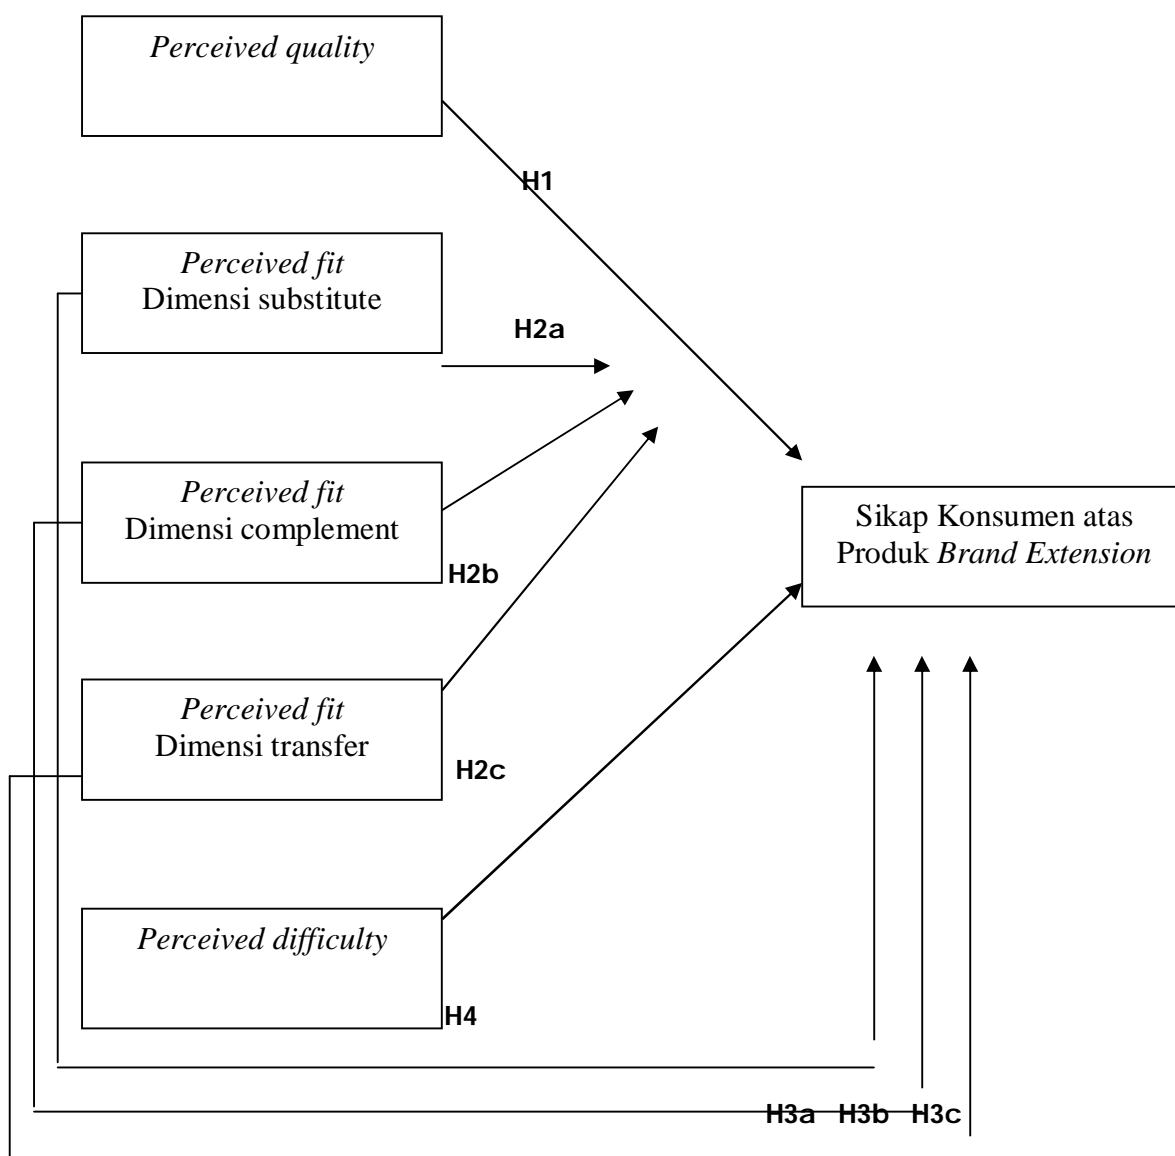 Perceived quality
H1
Perceived fit
Dimensi substitute
H2a
Perceived fit
Dimensi complement
H2b
Sikap Konsumen atas
Produk Brand Extension
Perceived fit
Dimensi transfer
H2c
Perceived difficulty
H4
H3a H3b H3c